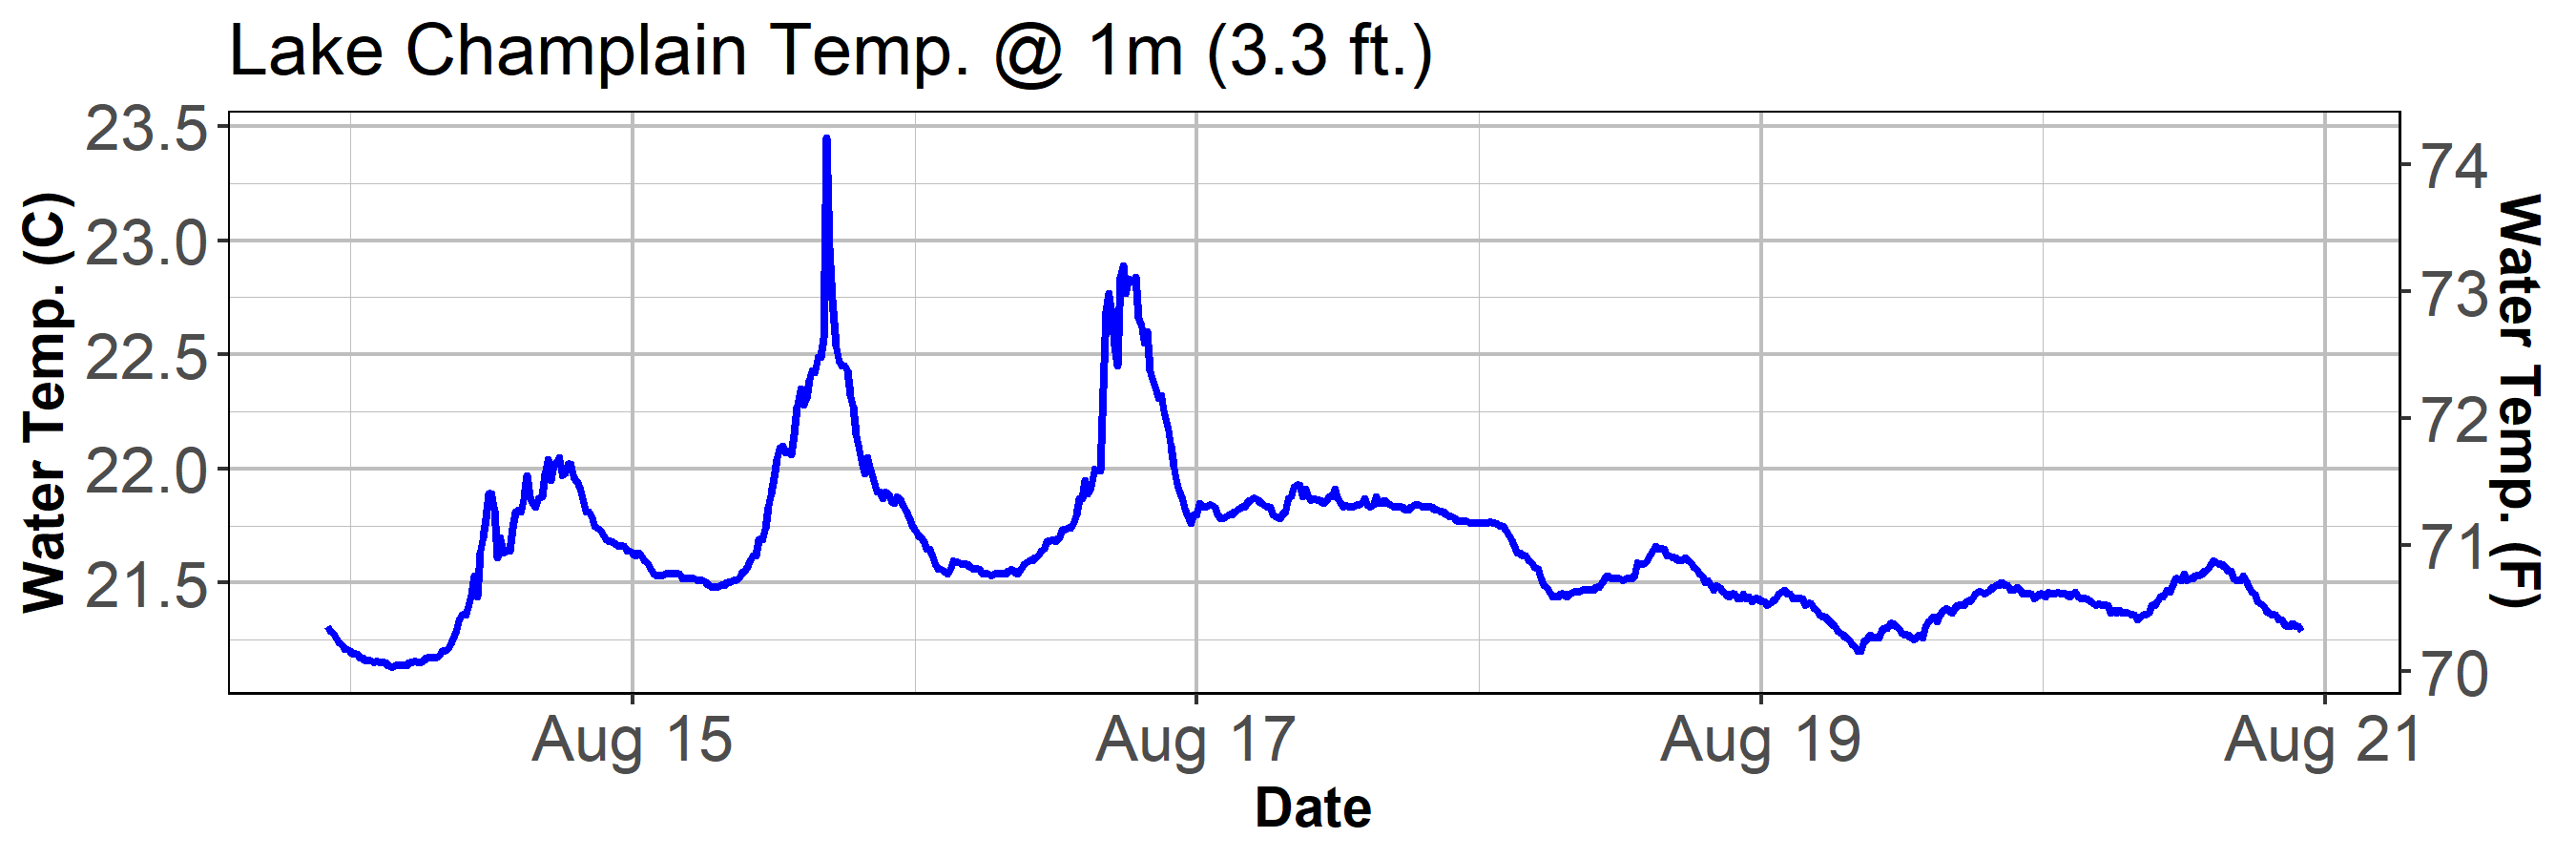 Lake Champlain Temp. @ 1m (3.3 ft.)
23.5
23.0
22.5
22.0
21.5
Water Temp. (C)
74
73
72
71
70
Water Temp. (F)
Aug 15
Aug 17
Aug 19
Aug 21
Date